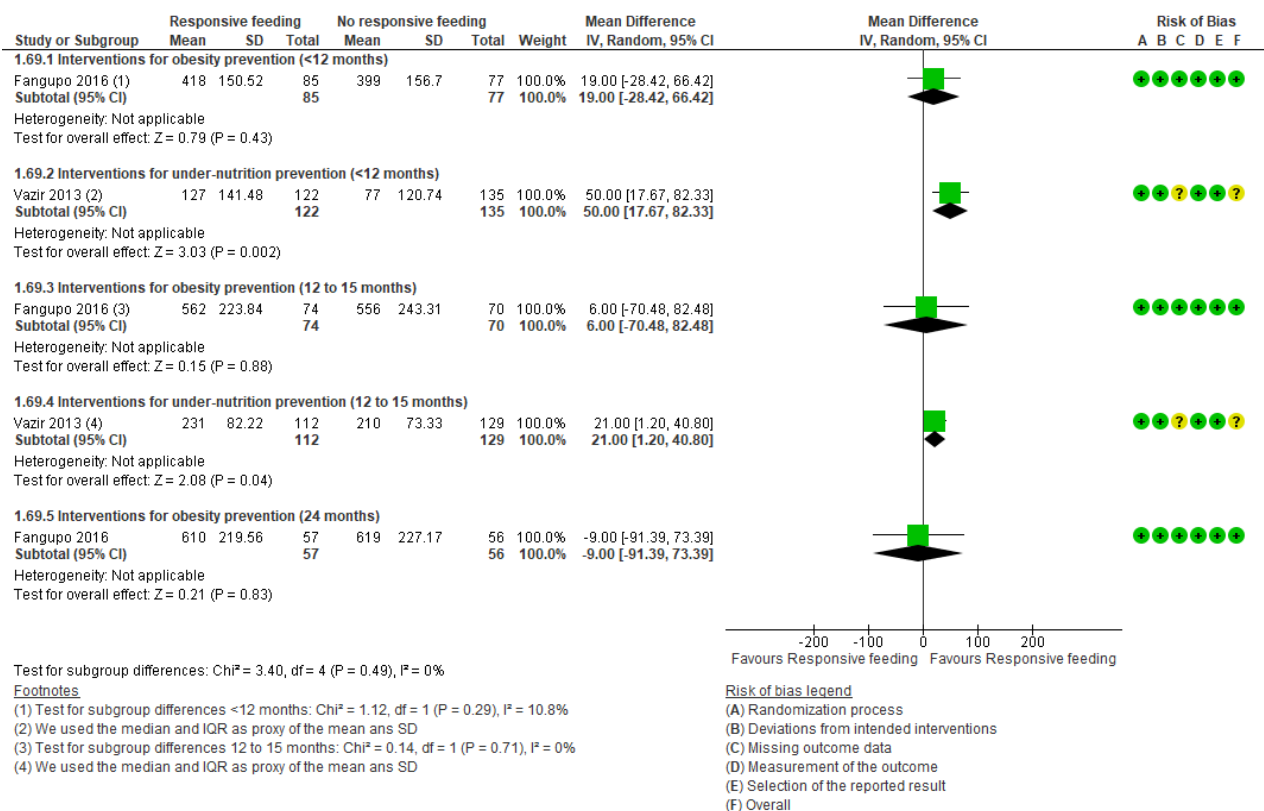 Responsive feeding No responsive feeding Mean Difference Mean Difference Risk of Bias
Study or Subgroup Mean SD Total Mean SD Total Weight IV, Random, 95% CI IV, Random, 95% CI A B C D E F
1.69.1 Interventions for obesity prevention (<12 months)
Fangupo 2016 (1) 418 150.52 85 399 156.7 77 100.0% 19.00 [-28.42, 66.42] + + + + + +
Subtotal (95% CI) 85 77 100.0% 19.00 [-28.42, 66.42]
Heterogeneity: Not applicable
Test for overall effect: Z = 0.79 (P = 0.43)
1.69.2 Interventions for under-nutrition prevention (<12 months)
Vazir 2013 (2) 127 141.48 122 77 120.74 135 100.0% 50.00 [17.67, 82.33] + + ? + + ?
Subtotal (95% CI) 122 135 100.0% 50.00 [17.67, 82.33]
Heterogeneity: Not applicable
Test for overall effect: Z = 3.03 (P = 0.002)
1.69.3 Interventions for obesity prevention (12 to 15 months)
Fangupo 2016 (3) 562 223.84 74 556 243.31 70 100.0% 6.00 [-70.48, 82.48] + + + + + +
Subtotal (95% CI) 74 70 100.0% 6.00 [-70.48, 82.48]
Heterogeneity: Not applicable
Test for overall effect: Z = 0.15 (P = 0.88)
1.69.4 Interventions for under-nutrition prevention (12 to 15 months)
Vazir 2013 (4) 231 82.22 112 210 73.33 129 100.0% 21.00 [1.20, 40.80] + + ? + + ?
Subtotal (95% CI) 112 129 100.0% 21.00 [1.20, 40.80]
Heterogeneity: Not applicable
Test for overall effect: Z = 2.08 (P = 0.04)
1.69.5 Interventions for obesity prevention (24 months)
Fangupo 2016 610 219.56 57 619 227.17 56 100.0% -9.00 [-91.39, 73.39] + + + + + +
Subtotal (95% CI) 57 56 100.0% -9.00 [-91.39, 73.39]
Heterogeneity: Not applicable
Test for overall effect: Z = 0.21 (P = 0.83)
-200 -100 0 100 200
Favours Responsive feeding Favours Responsive feeding
Test for subgroup differences: Chi² = 3.40, df = 4 (P = 0.49), I² = 0%
Footnotes
(1) Test for subgroup differences <12 months: Chi² = 1.12, df = 1 (P = 0.29), I² = 10.8%
(2) We used the median and IQR as proxy of the mean ans SD
(3) Test for subgroup differences 12 to 15 months: Chi² = 0.14, df = 1 (P = 0.71), I² = 0%
(4) We used the median and IQR as proxy of the mean ans SD
Risk of bias legend
(A) Randomization process
(B) Deviations from intended interventions
(C) Missing outcome data
(D) Measurement of the outcome
(E) Selection of the reported result
(F) Overall